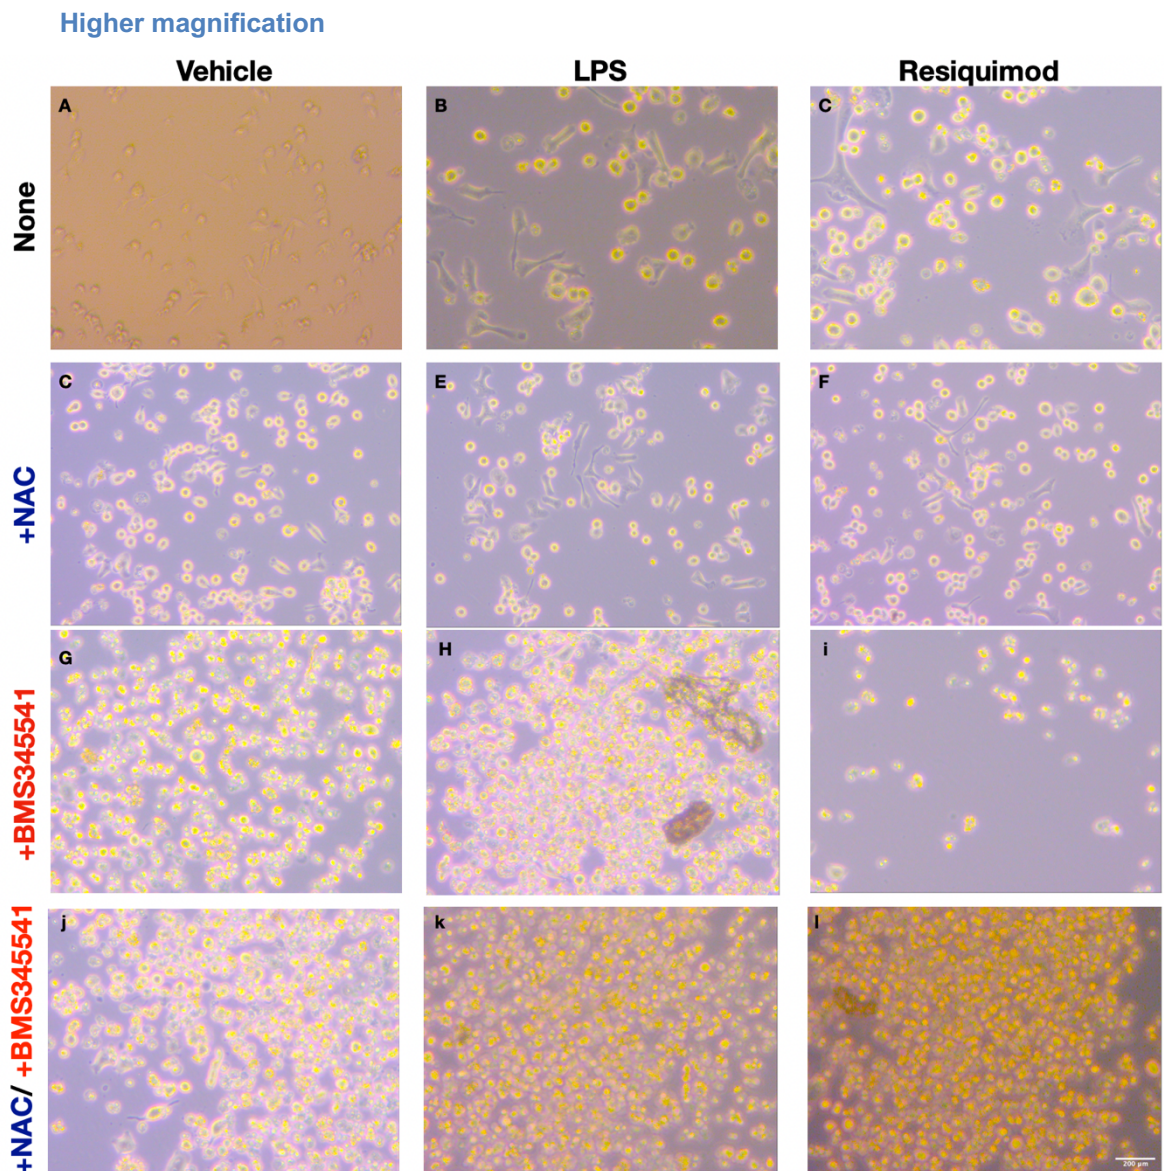 Higher magnification
Vehicle LPS Resiquimod
None
A B C
+NAC
C E F
+BMS345541
G H i
+NAC/ +BMS345541
j k l
200 µm